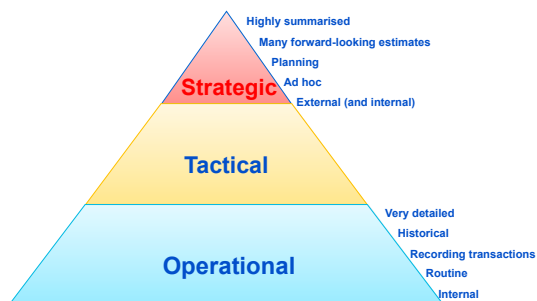 Highly summarised
Many forward-looking estimates
Planning
Strategic
Ad hoc
External (and internal)
Tactical
Very detailed
Historical
Recording transactions
Operational
Routine
Internal